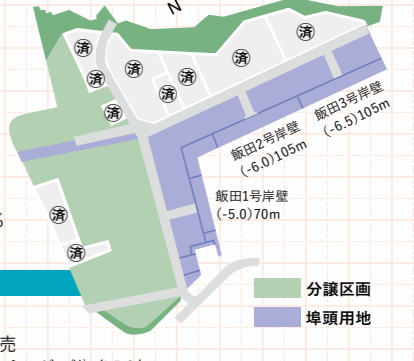 N
済
済
済
済
済
済
済
済
飯田3号岸壁
(-6.5)105m
飯田2号岸壁
(-6.0)105m
飯田1号岸壁
(-5.0)70m
済
済
分譲区画
埠頭用地
%
売